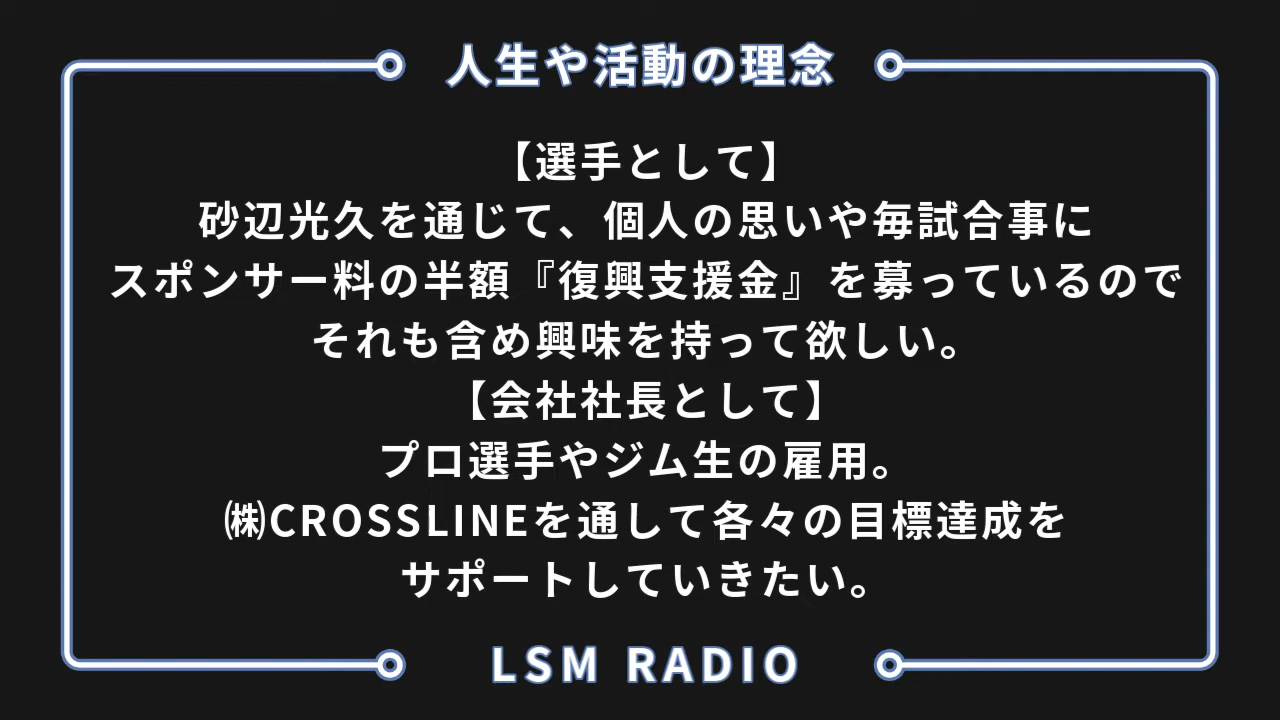 人生や活動の理念
【選手として】
砂辺光久を通じて、個人の思いや毎試合事に
スポンサー料の半額『復興支援金』を募っているので
それも含め興味を持って欲しい。
【会社社長として】
プロ選手やジム生の雇用。
㈱CROSSLINEを通して各々の目標達成を
サポートしていきたい。
LSM RADIO